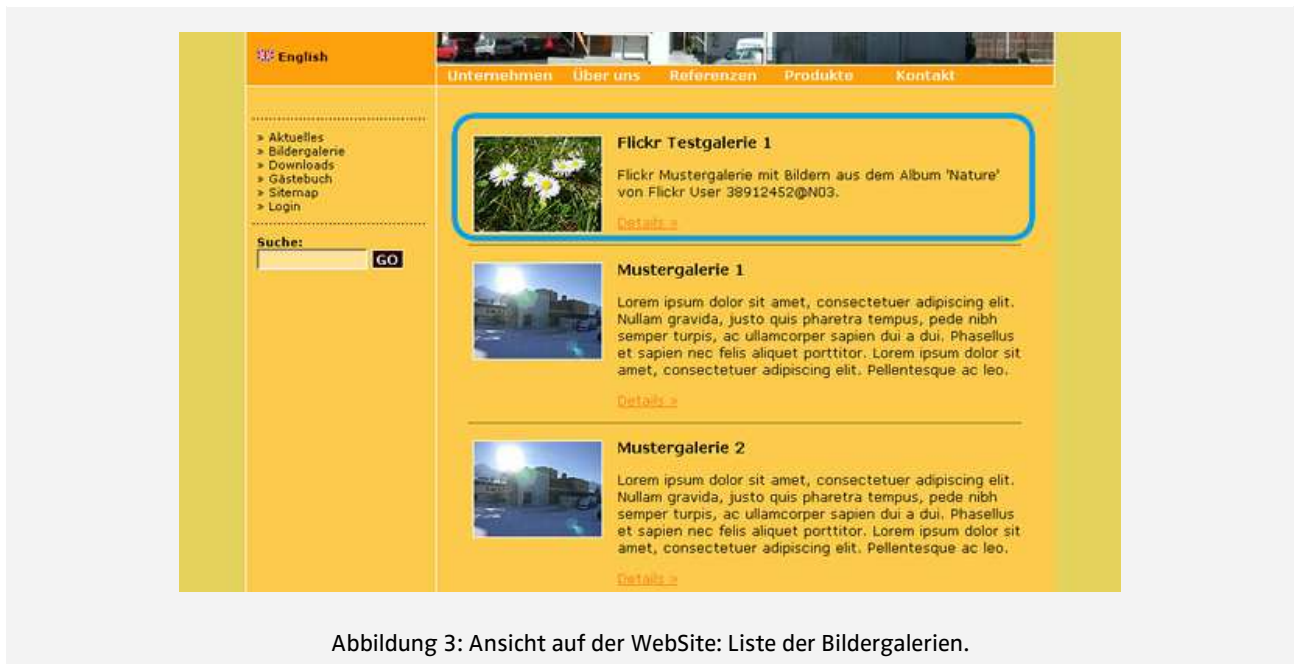 English
Unternehmen Über uns Referenzen Produkte Kontakt
» Aktuelles
» Bildergalerie
» Downloads
» Gästebuch
» Sitemap
» Login
Suche:
GO
Flickr Testgalerie 1
Flickr Mustergalerie mit Bildern aus dem Album 'Nature'
von Flickr User 38912452@N03.
Details »
Mustergalerie 1
Lorem ipsum dolor sit amet, consectetuer adipiscing elit.
Nullam gravida, justo quis pharetra tempus, pede nibh
semper turpis, ac ullamcorper sapien dui a dui. Phasellus
et sapien nec felis aliquet porttitor. Lorem ipsum dolor sit
amet, consectetuer adipiscing elit. Pellentesque ac leo.
Details »
Mustergalerie 2
Lorem ipsum dolor sit amet, consectetuer adipiscing elit.
Nullam gravida, justo quis pharetra tempus, pede nibh
semper turpis, ac ullamcorper sapien dui a dui. Phasellus
et sapien nec felis aliquet porttitor. Lorem ipsum dolor sit
amet, consectetuer adipiscing elit. Pellentesque ac leo.
Details »
Abbildung 3: Ansicht auf der WebSite: Liste der Bildergalerien.